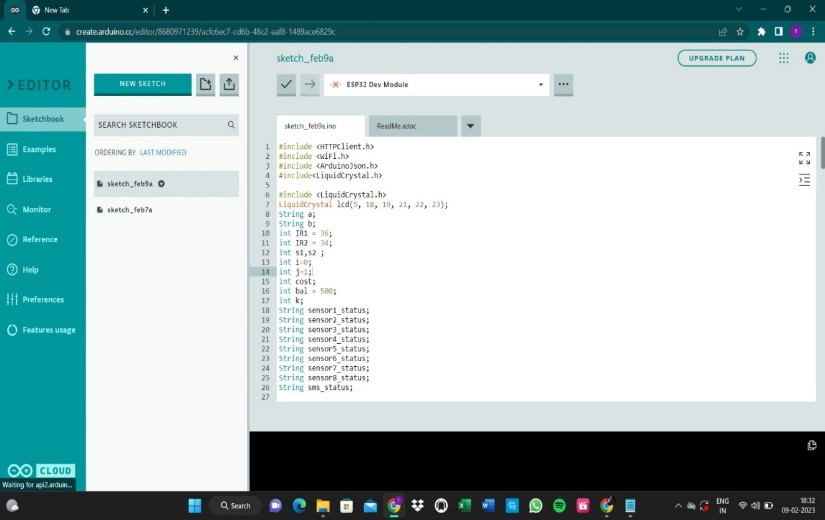 New Tab
create.arduino.cc/editor/8680971239/acfc6ec7-cd6b-48c2-aaf8-1489ace6829c
EDITOR
Sketchbook
Examples
Libraries
Monitor
Reference
Help
Preferences
Features usage
CLOUD
Waiting for api2.arduin...
NEW SKETCH
SEARCH SKETCHBOOK
ORDERING BY LAST MODIFIED
sketch_feb9a
sketch_feb7a
sketch_feb9a
UPGRADE PLAN
ESP32 Dev Module
sketch_feb9a.ino
ReadMe.adoc
1 #include <HTTPClient.h>
2 #include <WiFi.h>
3 #include <ArduinoJson.h>
4 #include<LiquidCrystal.h>
5
6 #include <LiquidCrystal.h>
7 LiquidCrystal lcd(5, 18, 19, 21, 22, 23);
8 String a;
9 String b;
10 int IR1 = 36;
11 int IR2 = 34;
12 int s1,s2 ;
13 int i=0;
14 int j=1;
15 int cost;
16 int bal = 500;
17 int k;
18 String sensor1_status;
19 String sensor2_status;
20 String sensor3_status;
21 String sensor4_status;
22 String sensor5_status;
23 String sensor6_status;
24 String sensor7_status;
25 String sensor8_status;
26 String sms_status;
27
Search
ENG
IN
18:32
09-02-2023